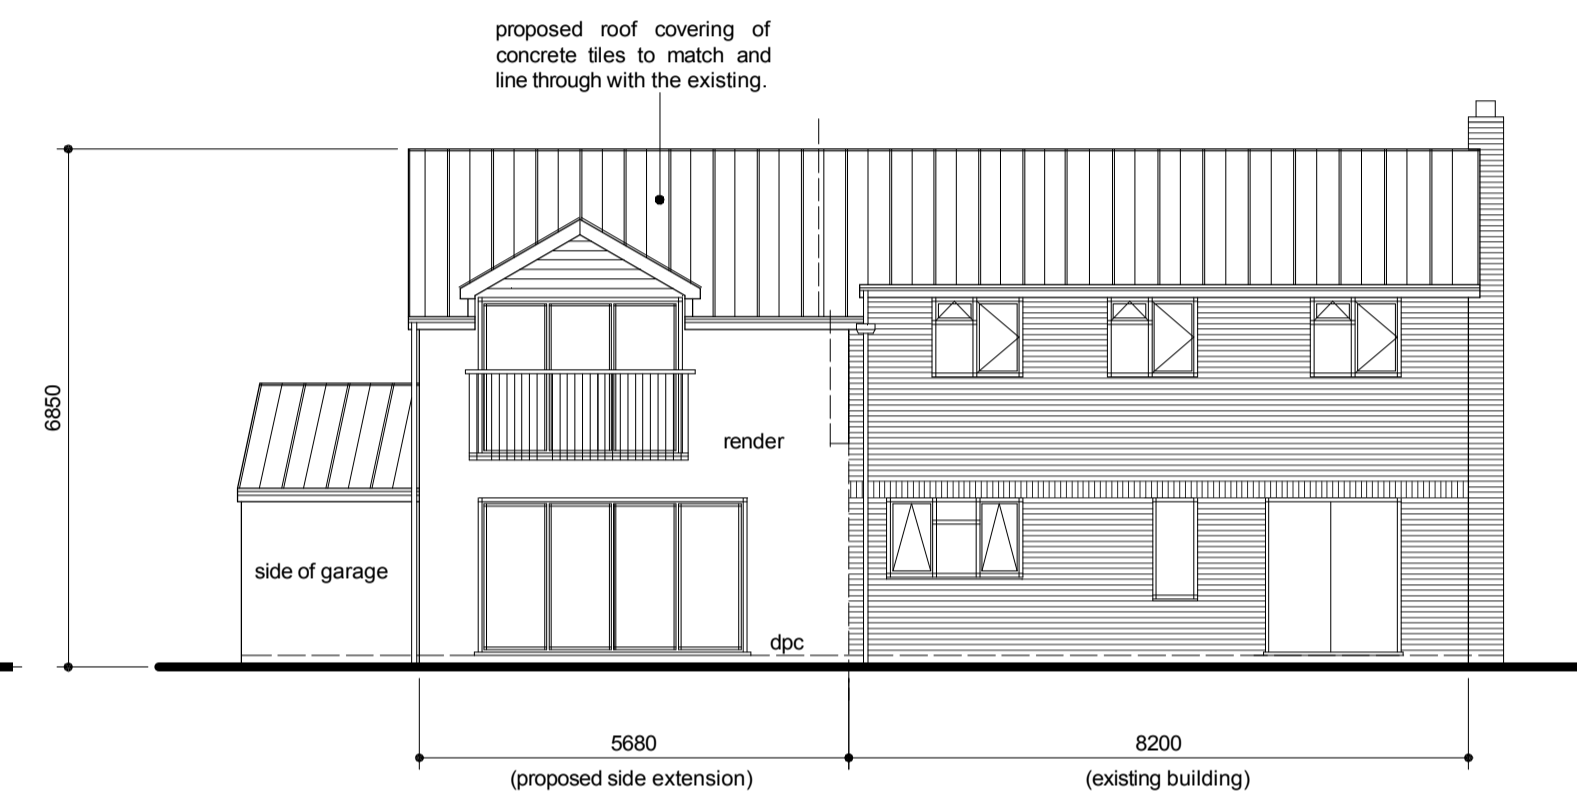 proposed roof covering of
concrete tiles to match and
line through with the existing.
6850
render
side of garage
dpc
5680
(proposed side extension)
8200
(existing building)